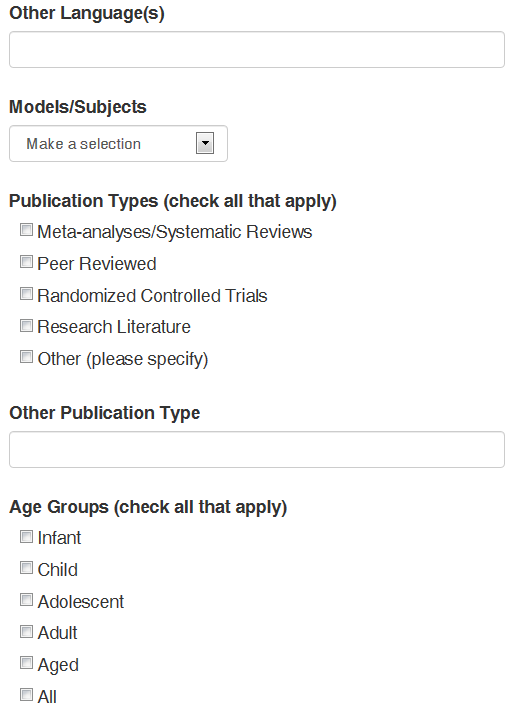 Other Language(s)
Models/Subjects
Make a selection
Publication Types (check all that apply)
Meta-analyses/Systematic Reviews
Peer Reviewed
Randomized Controlled Trials
Research Literature
Other (please specify)
Other Publication Type
Age Groups (check all that apply)
Infant
Child
Adolescent
Adult
Aged
All